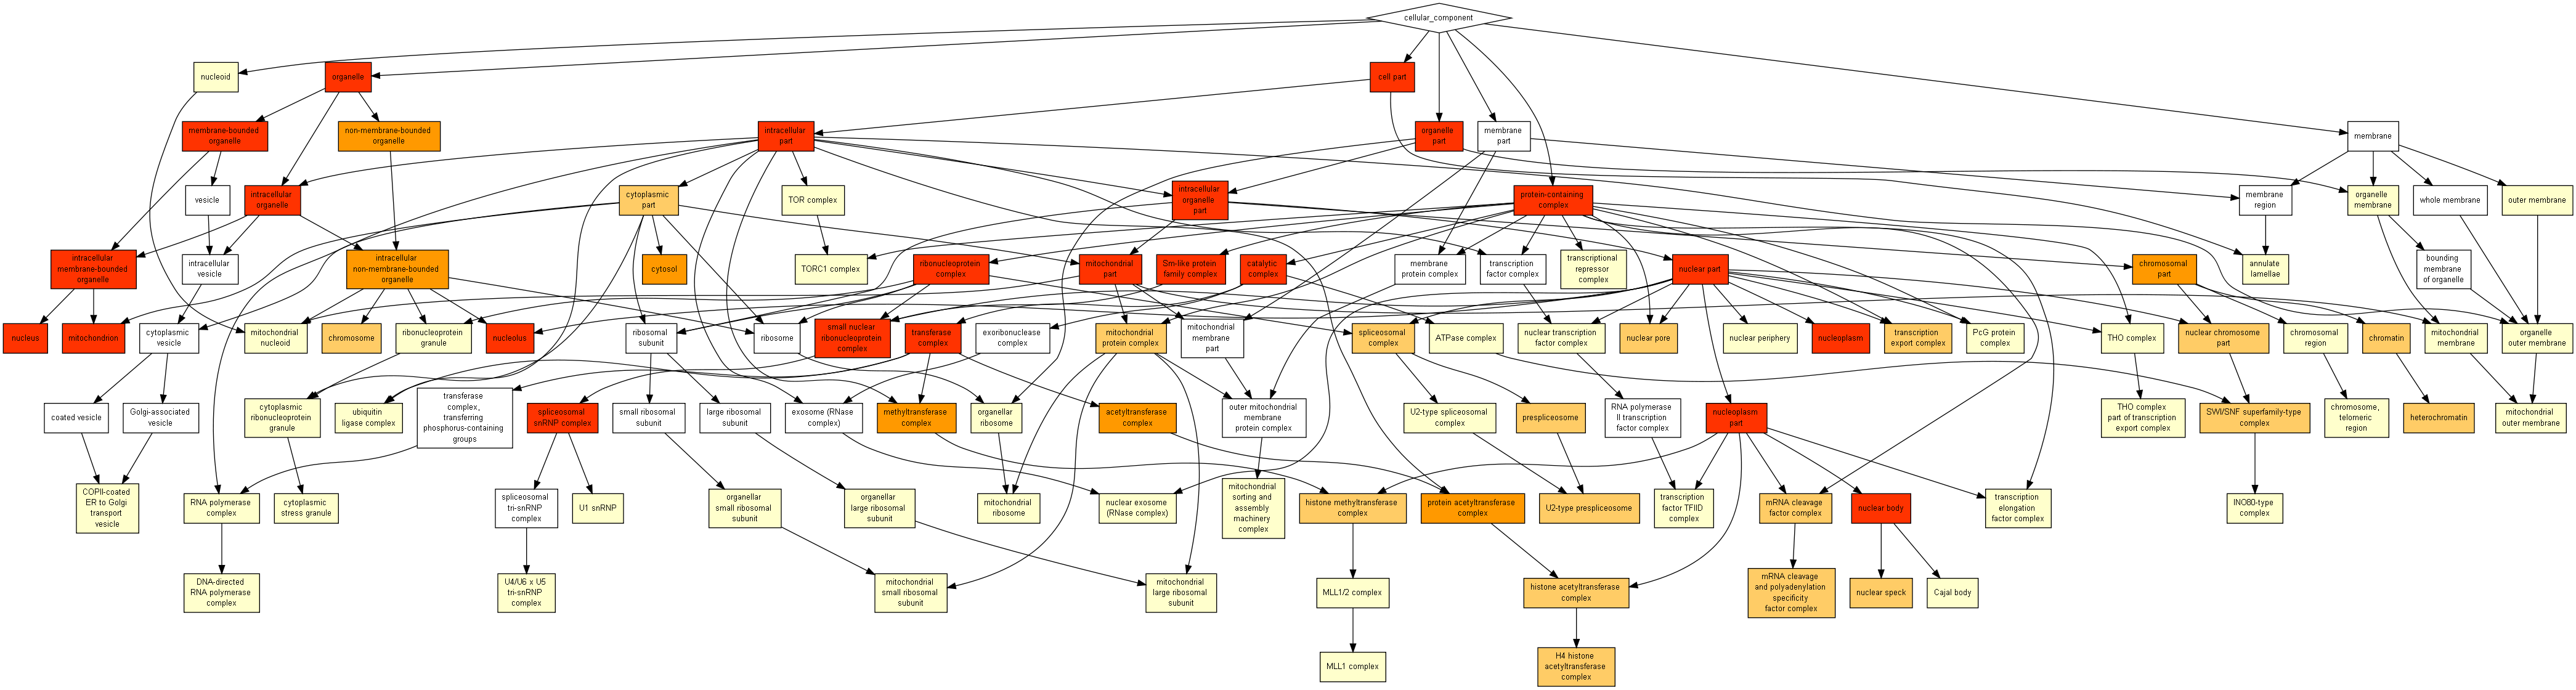 cellular_component
nucleoid
organelle
cell part
membrane-bounded
organelle
non-membrane-bounded
organelle
intracellular
part
organelle
part
membrane
part
membrane
vesicle
intracellular
organelle
cytoplasmic
part
TOR complex
intracellular
organelle
part
protein-containing
complex
membrane
region
organelle
membrane
whole membrane
outer membrane
intracellular
membrane-bounded
organelle
intracellular
vesicle
intracellular
non-membrane-bounded
organelle
cytosol
TORC1 complex
ribonucleoprotein
complex
mitochondrial
part
Sm-like protein
family complex
catalytic
complex
membrane
protein complex
transcription
factor complex
transcriptional
repressor
complex
nuclear part
chromosomal
part
annulate
lamellae
bounding
membrane
of organelle
nucleus
mitochondrion
cytoplasmic
vesicle
mitochondrial
nucleoid
chromosome
ribonucleoprotein
granule
nucleolus
ribosomal
subunit
ribosome
small nuclear
ribonucleoprotein
complex
transferase
complex
exoribonuclease
complex
mitochondrial
protein complex
mitochondrial
membrane
part
spliceosomal
complex
ATPase complex
nuclear transcription
factor complex
nuclear pore
nuclear periphery
nucleoplasm
transcription
export complex
PcG protein
complex
THO complex
nuclear chromosome
part
chromosomal
region
chromatin
mitochondrial
membrane
organelle
outer membrane
coated vesicle
Golgi-associated
vesicle
cytoplasmic
ribonucleoprotein
granule
ubiquitin
ligase complex
transferase
complex,
transferring
phosphorus-containing
groups
spliceosomal
snRNP complex
small ribosomal
subunit
large ribosomal
subunit
exosome (RNase
complex)
methyltransferase
complex
organellar
ribosome
acetyltransferase
complex
outer mitochondrial
membrane
protein complex
U2-type spliceosomal
complex
prespliceosome
RNA polymerase
II transcription
factor complex
nucleoplasm
part
THO complex
part of transcription
export complex
SWI/SNF superfamily-type
complex
chromosome,
telomeric
region
heterochromatin
mitochondrial
outer membrane
COPII-coated
ER to Golgi
transport
vesicle
RNA polymerase
complex
cytoplasmic
stress granule
spliceosomal
tri-snRNP
complex
U1 snRNP
organellar
small ribosomal
subunit
organellar
large ribosomal
subunit
mitochondrial
ribosome
nuclear exosome
(RNase complex)
mitochondrial
sorting and
assembly
machinery
complex
histone methyltransferase
complex
protein acetyltransferase
complex
U2-type prespliceosome
transcription
factor TFIID
complex
mRNA cleavage
factor complex
nuclear body
transcription
elongation
factor complex
INO80-type
complex
DNA-directed
RNA polymerase
complex
U4/U6 x U5
tri-snRNP
complex
mitochondrial
small ribosomal
subunit
mitochondrial
large ribosomal
subunit
MLL1/2 complex
histone acetyltransferase
complex
mRNA cleavage
and polyadenylation
specificity
factor complex
nuclear speck
Cajal body
MLL1 complex
H4 histone
acetyltransferase
complex